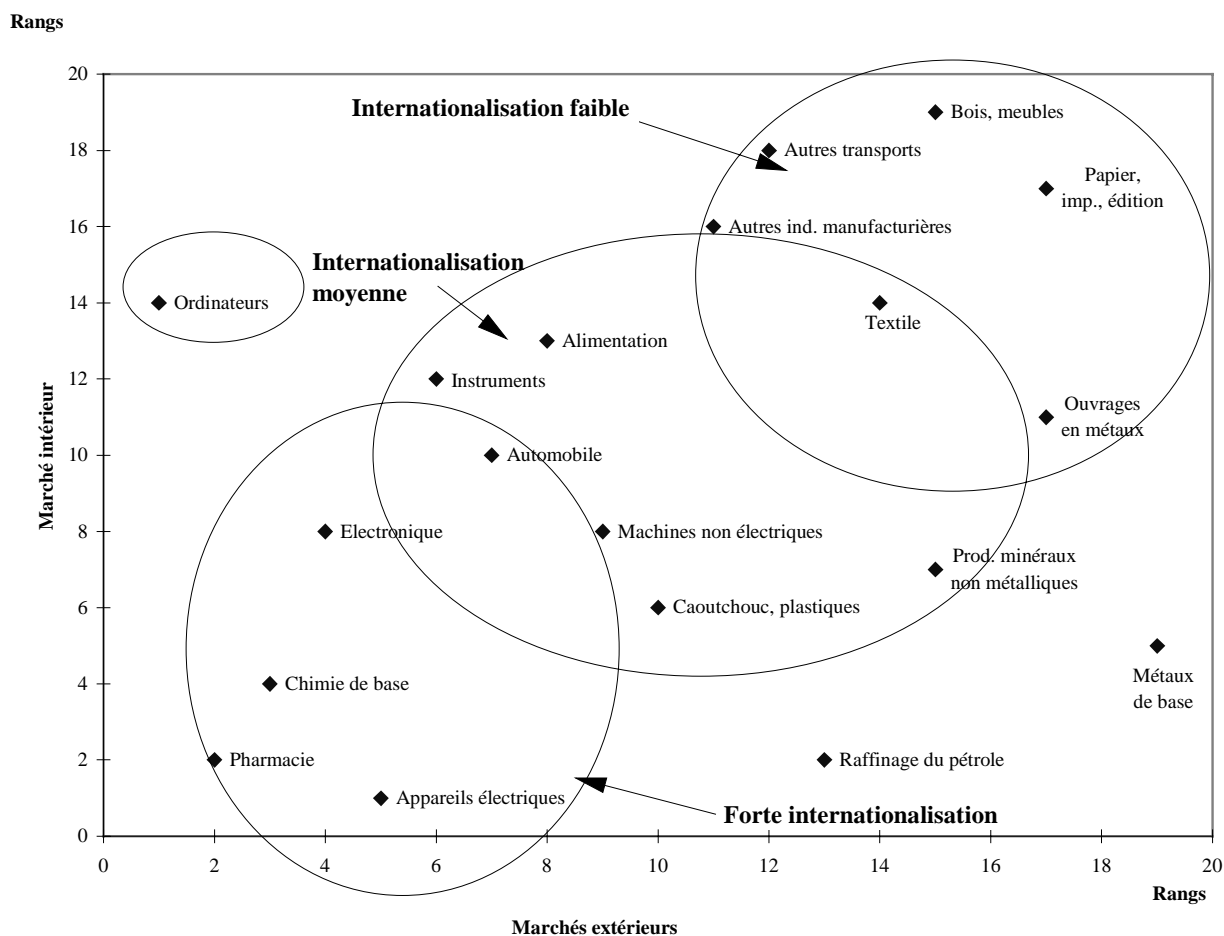 Rangs
20
Internationalisation faible
Bois, meubles
18
Autres transports
Papier,
imp., édition
16
Autres ind. manufacturières
Internationalisation
moyenne
14
Ordinateurs
Textile
Alimentation
12
Instruments
Ouvrages
en métaux
Marché intérieur
10
Automobile
8
Electronique
Machines non électriques
Prod. minéraux
non métalliques
6
Caoutchouc, plastiques
4
Chimie de base
Métaux
de base
2
Pharmacie
Raffinage du pétrole
Appareils électriques
Forte internationalisation
0
0 2 4 6 8 10 12 14 16 18 20
Rangs
Marchés extérieurs